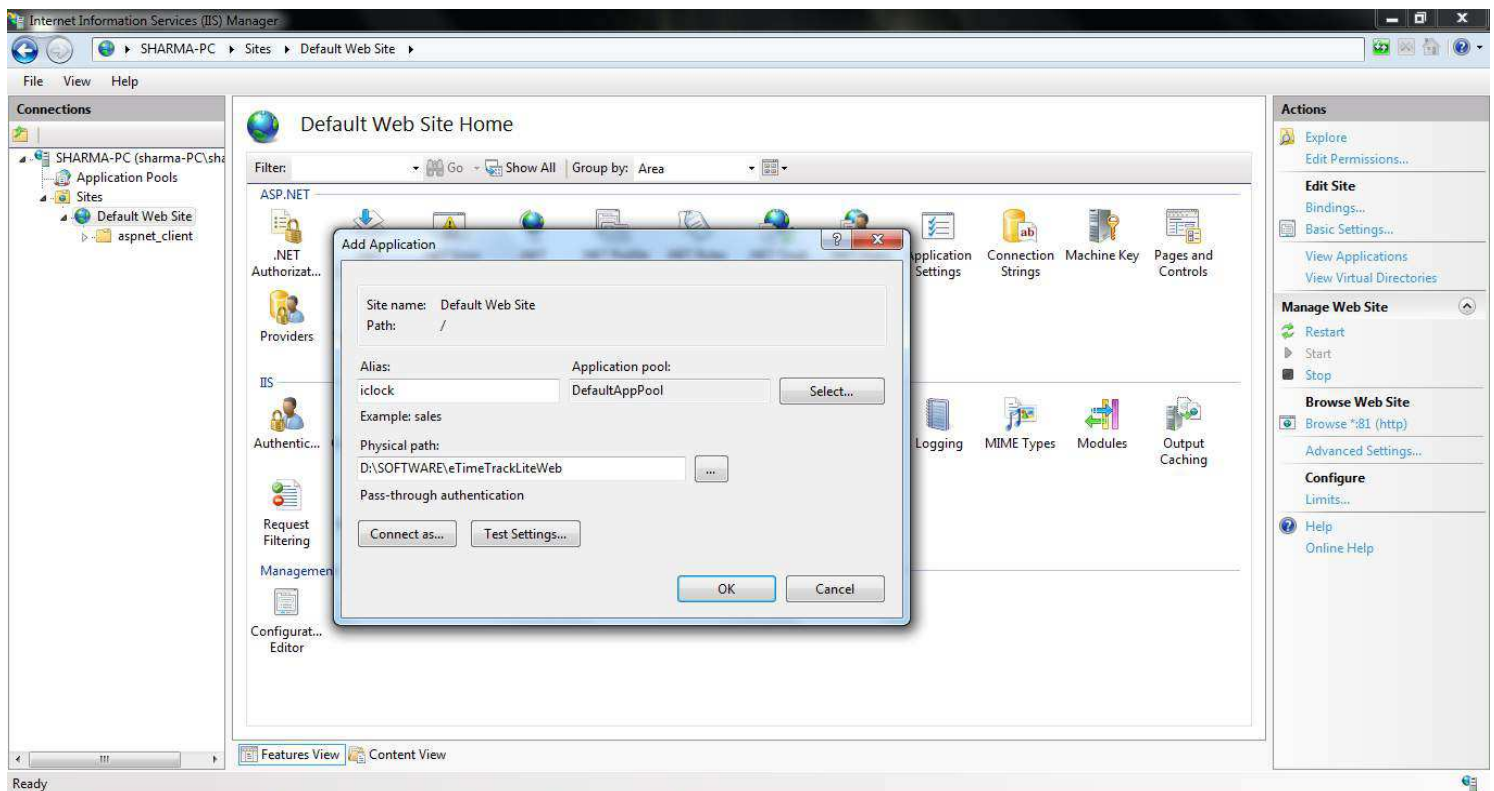 Internet Information Services (IIS) Manager
SHARMA-PC Sites Default Web Site
File View Help
Connections
SHARMA-PC (sharma-PC\sha
Application Pools
Sites
Default Web Site
aspnet_client
Default Web Site Home
Filter: Go Show All Group by: Area
ASP.NET
.NET
Authorizat...
Application
Settings
Connection
Strings
Machine Key
Pages and
Controls
Providers
IIS
Authentic...
Logging
MIME Types
Modules
Output
Caching
Request
Filtering
Managemen
Configurat...
Editor
Add Application
Site name: Default Web Site
Path: /
Alias:
Application pool:
iclock
DefaultAppPool
Select...
Example: sales
Physical path:
D:\SOFTWARE\eTimeTrackLiteWeb
...
Pass-through authentication
Connect as... Test Settings...
OK Cancel
Features View Content View
Actions
Explore
Edit Permissions...
Edit Site
Bindings...
Basic Settings...
View Applications
View Virtual Directories
Manage Web Site
Restart
Start
Stop
Browse Web Site
Browse *:81 (http)
Advanced Settings...
Configure
Limits...
Help
Online Help
Ready